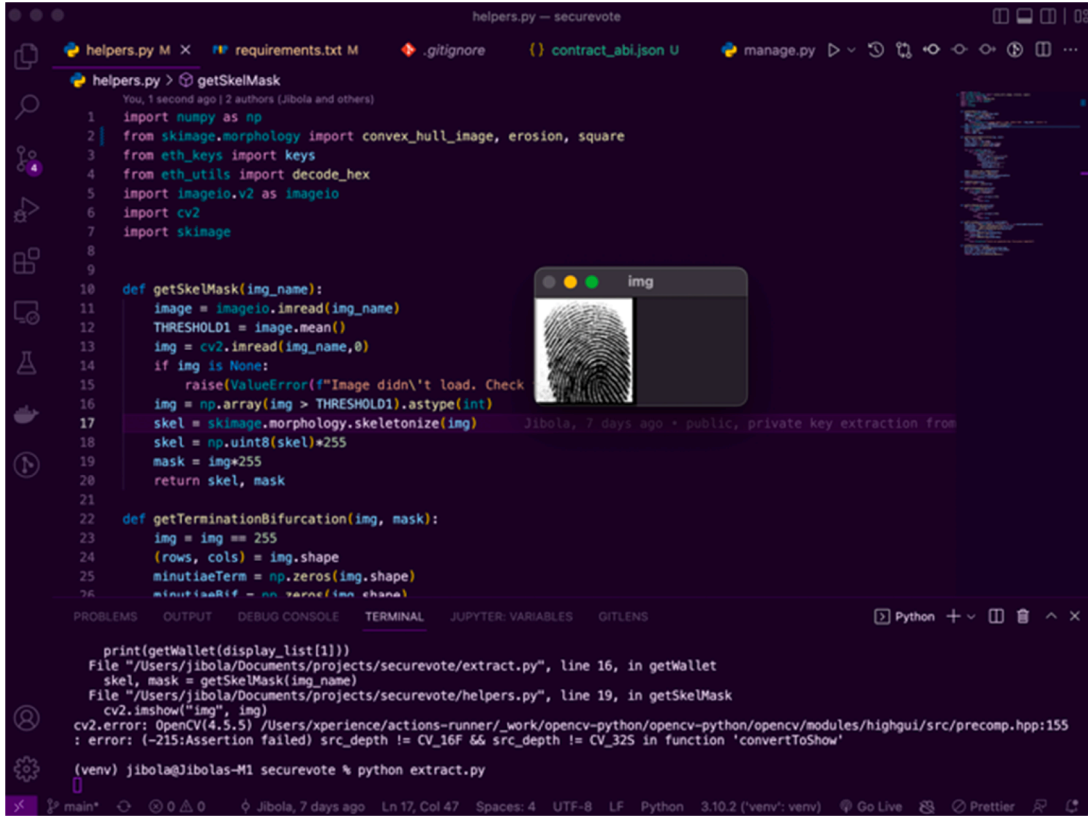 helpers.py — securevote
helpers.py M × requirements.txt M .gitignore {} contract_abi.json U manage.py
helpers.py > getSkelMask
You, 1 second ago | 2 authors (Jibola and others)
1 import numpy as np
2 from skimage.morphology import convex_hull_image, erosion, square
3 from eth_keys import keys
4 from eth_utils import decode_hex
5 import imageio.v2 as imageio
6 import cv2
7 import skimage
8
9
10 def getSkelMask(img_name):
11 image = imageio.imread(img_name)
12 THRESHOLD1 = image.mean()
13 img = cv2.imread(img_name,0)
14 if img is None:
15 raise(ValueError(f"Image didn\'t load. Check
16 img = np.array(img > THRESHOLD1).astype(int)
17 skel = skimage.morphology.skeletonize(img) Jibola, 7 days ago • public, private key extraction from
18 skel = np.uint8(skel)*255
19 mask = img*255
20 return skel, mask
21
22 def getTerminationBifurcation(img, mask):
23 img = img == 255
24 (rows, cols) = img.shape
25 minutiaeTerm = np.zeros(img.shape)
26 minutiaeBif = np.zeros(img.shape)
img
4
PROBLEMS OUTPUT DEBUG CONSOLE TERMINAL JUPYTER: VARIABLES GITLENS Python
print(getWallet(display_list[1]))
File "/Users/jibola/Documents/projects/securevote/extract.py", line 16, in getWallet
skel, mask = getSkelMask(img_name)
File "/Users/jibola/Documents/projects/securevote/helpers.py", line 19, in getSkelMask
cv2.imshow("img", img)
cv2.error: OpenCV(4.5.5) /Users/xperience/actions-runner/_work/opencv-python/opencv-python/opencv/modules/highgui/src/precomp.hpp:155
: error: (-215:Assertion failed) src_depth != CV_16F && src_depth != CV_32S in function 'convertToShow'
(venv) jibola@Jibolas-M1 securevote % python extract.py
main* 0 0 Jibola, 7 days ago Ln 17, Col 47 Spaces: 4 UTF-8 LF Python 3.10.2 ('venv': venv) Go Live Prettier